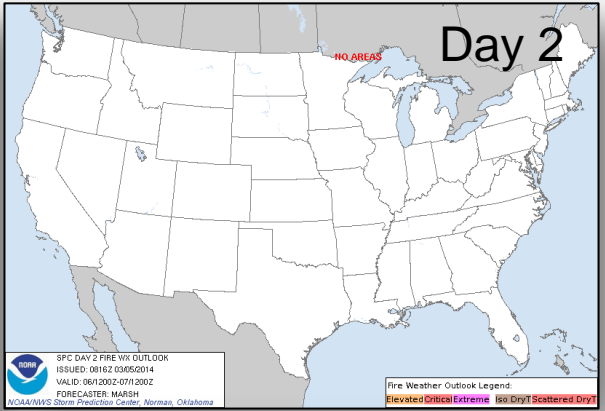 Day 2
NO AREAS
NOAA
SPC DAY 2 FIRE WX OUTLOOK
ISSUED: 0816Z 03/05/2014
VALID: 06/1200Z-07/1200Z
FORECASTER: MARSH
NOAA/NWS Storm Prediction Center, Norman, Oklahoma
Fire Weather Outlook Legend:
Elevated Critical Extreme Iso DryT Scattered DryT